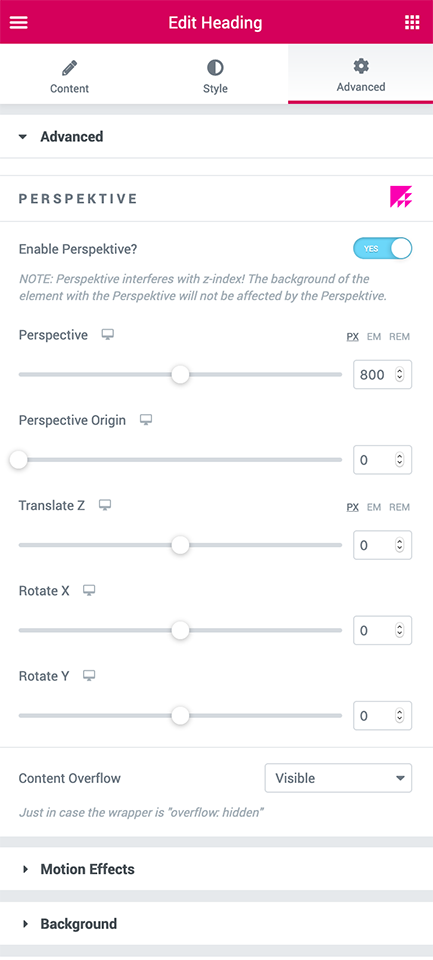 Edit Heading
Content
Style
Advanced
Advanced
PERSPEKTIVE
Enable Perspektive?
YES
NOTE: Perspektive interferes with z-index! The background of the
element with the Perspektive will not be affected by the Perspektive.
Perspective
PX EM REM
800
Perspective Origin
0
Translate Z
PX EM REM
0
Rotate X
0
Rotate Y
0
Content Overflow
Visible
Just in case the wrapper is "overflow: hidden"
Motion Effects
Background